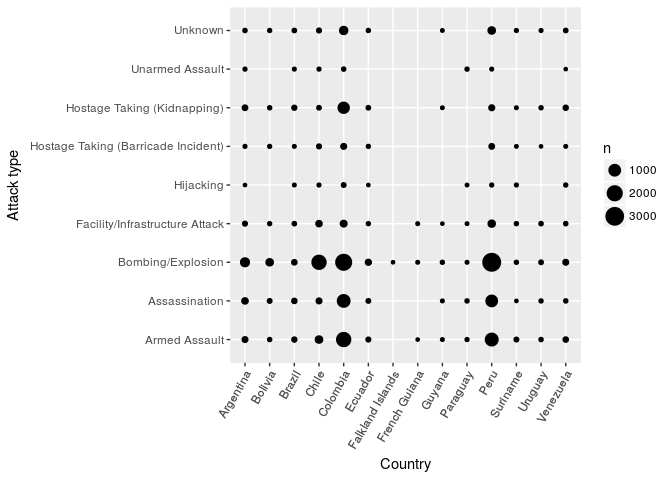 Attack type
Unknown
Unarmed Assault
Hostage Taking (Kidnapping)
Hostage Taking (Barricade Incident)
Hijacking
Facility/Infrastructure Attack
Bombing/Explosion
Assassination
Armed Assault
Argentina
Bolivia
Brazil
Chile
Colombia
Ecuador
Falkland Islands
French Guiana
Guyana
Paraguay
Peru
Suriname
Uruguay
Venezuela
Country
n
1000
2000
3000